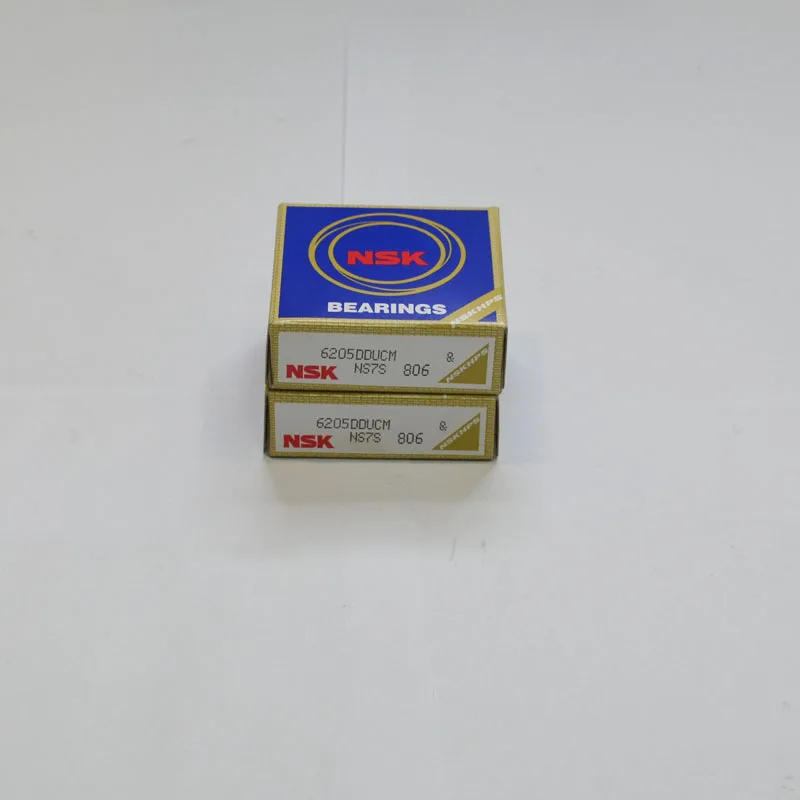 NSK
BEARINGS
NSKHPS
6205DDUCM &
NSK NS7S 806
NSKHPS
6205DDUCM &
NSK NS7S 806
NSKHPS